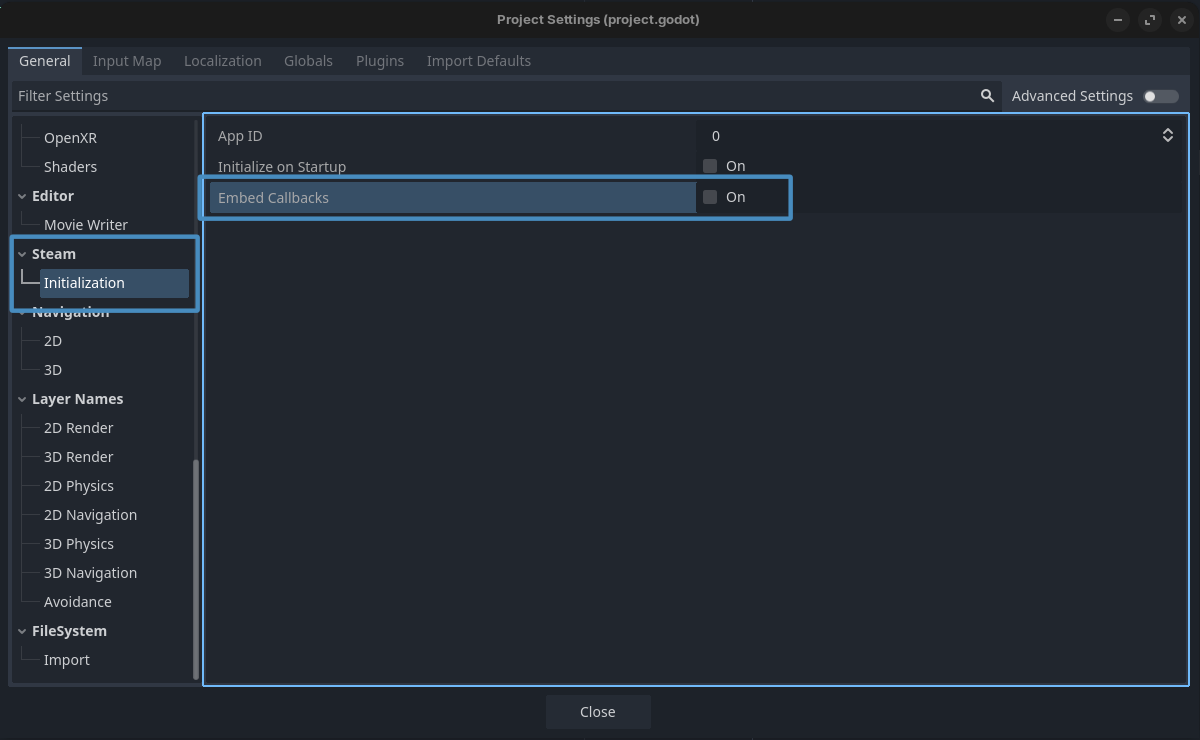 Project Settings (project.godot)
General Input Map Localization Globals Plugins Import Defaults
Filter Settings Advanced Settings
OpenXR
Shaders
Editor
Movie Writer
Steam
Initialization
Navigation
2D
3D
Layer Names
2D Render
3D Render
2D Physics
2D Navigation
3D Physics
3D Navigation
Avoidance
FileSystem
Import
App ID 0
Initialize on Startup On
Embed Callbacks On
Close